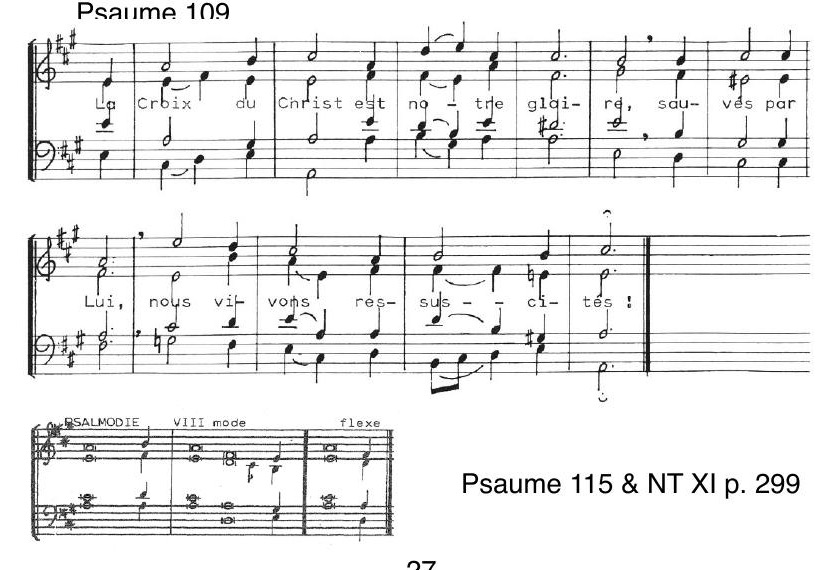 Psaume 109
La Croix du Christ est no - tre gloi- re, sau- vés par
Lui, nous vi- vons res- sus - - ci- tés !
PSALMODIE VIII mode flexe
Psaume 115 & NT XI p. 299
27